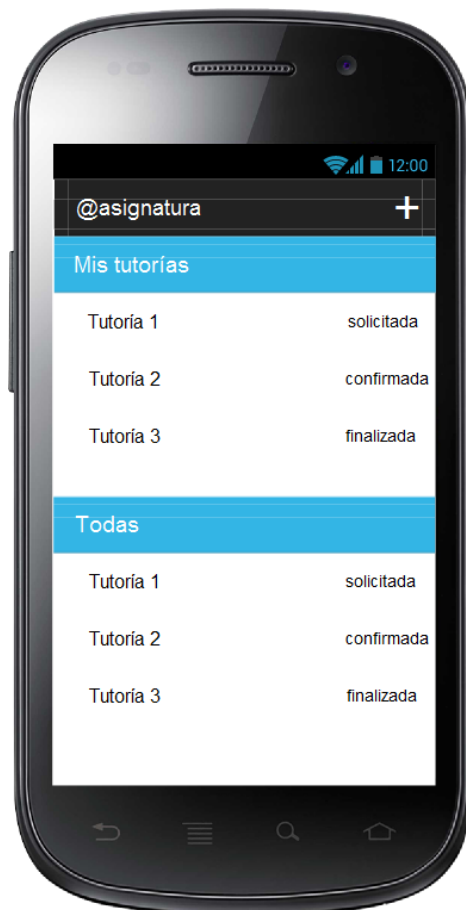 12:00
@asignatura +
Mis tutorías
Tutoría 1 solicitada
Tutoría 2 confirmada
Tutoría 3 finalizada
Todas
Tutoría 1 solicitada
Tutoría 2 confirmada
Tutoría 3 finalizada